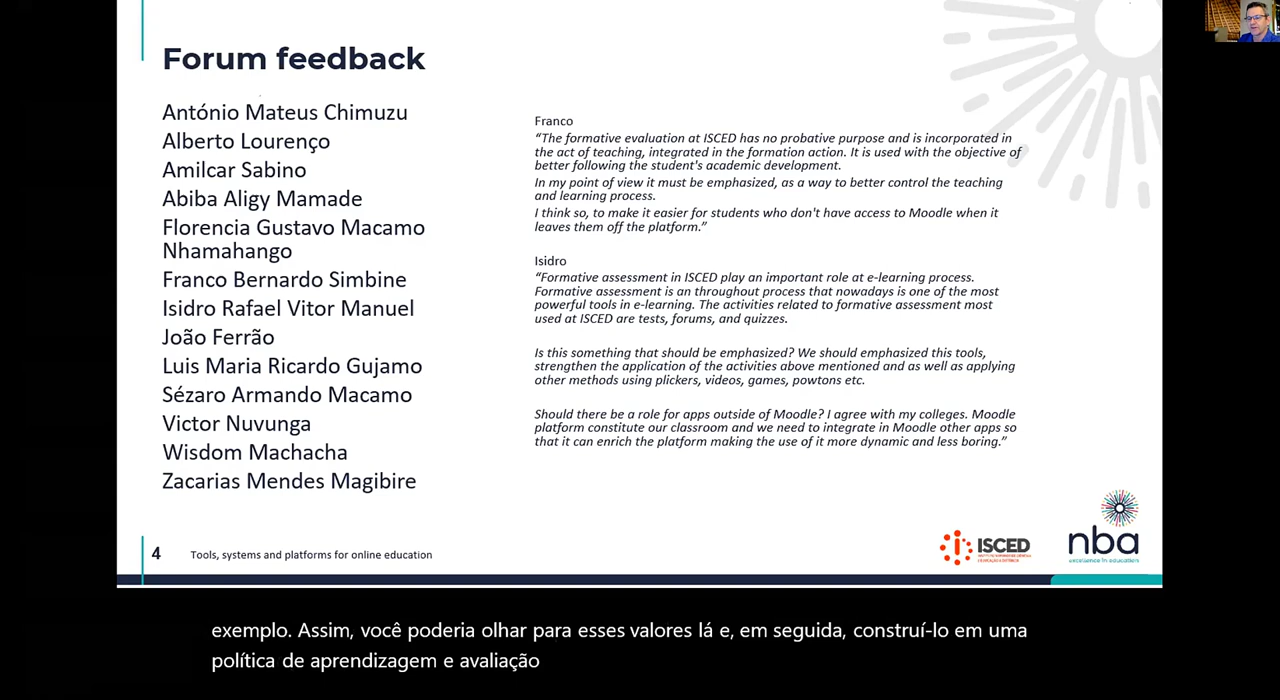 Forum feedback
António Mateus Chimuzu
Alberto Lourenço
Amilcar Sabino
Abiba Aligy Mamade
Florencia Gustavo Macamo
Nhamahango
Franco Bernardo Simbine
Isidro Rafael Vitor Manuel
João Ferrão
Luis Maria Ricardo Gujamo
Sézaro Armando Macamo
Victor Nuvunga
Wisdom Machacha
Zacarias Mendes Magibire
Franco
“The formative evaluation at ISCED has no probative purpose and is incorporated in
the act of teaching, integrated in the formation action. It is used with the objective of
better following the student's academic development.
In my point of view it must be emphasized, as a way to better control the teaching
and learning process.
I think so, to make it easier for students who don't have access to Moodle when it
leaves them off the platform.”
Isidro
“Formative assessment in ISCED play an important role at e-learning process.
Formative assessment is an throughout process that nowadays is one of the most
powerful tools in e-learning. The activities related to formative assessment most
used at ISCED are tests, forums, and quizzes.
Is this something that should be emphasized? We should emphasized this tools,
strengthen the application of the activities above mentioned and as well as applying
other methods using plickers, videos, games, powtons etc.
Should there be a role for apps outside of Moodle? I agree with my colleges. Moodle
platform constitute our classroom and we need to integrate in Moodle other apps so
that it can enrich the platform making the use of it more dynamic and less boring.”
4
Tools, systems and platforms for online education
ISCED
nba
excellence in education
exemplo. Assim, você poderia olhar para esses valores lá e, em seguida, construí-lo em uma
política de aprendizagem e avaliação